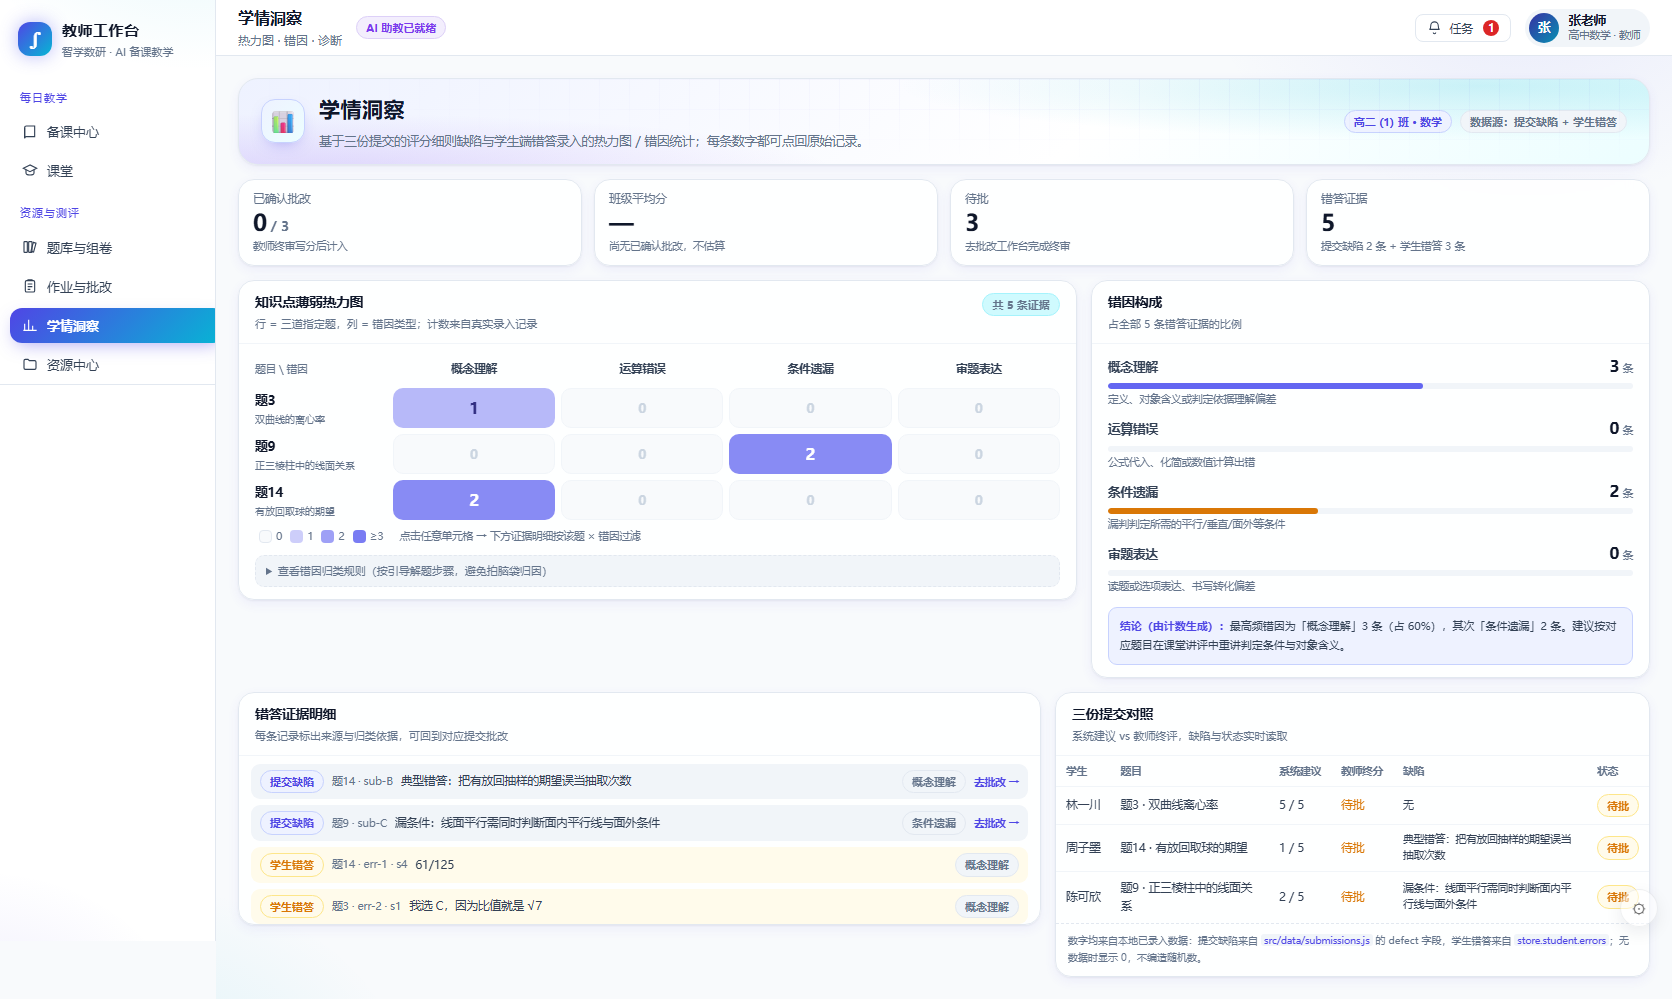 教师工作台
智学数研 · AI 备课教学
每日教学
备课中心
课堂
资源与测评
题库与组卷
作业与批改
学情洞察
资源中心
学情洞察
热力图 · 错因 · 诊断
AI 助教已就绪
任务 1
张
张老师
高中数学 · 教师
学情洞察
基于三份提交的评分细则缺陷与学生端错答录入的热力图 / 错因统计；每条数字都可点回原始记录。
高二 (1) 班 • 数学
数据源：提交缺陷 + 学生错答
已确认批改
0 / 3
教师终审写分后计入
班级平均分
—
尚无已确认批改，不估算
待批
3
去批改工作台完成终审
错答证据
5
提交缺陷 2 条 + 学生错答 3 条
知识点薄弱热力图
行 = 三道指定题，列 = 错因类型；计数来自真实录入记录
共 5 条证据
题目 \ 错因 概念理解 运算错误 条件遗漏 审题表达
题3
双曲线的离心率
1 0 0 0
题9
正三棱柱中的线面关系
0 0 2 0
题14
有放回取球的期望
2 0 0 0
0 1 2 ≥3 点击任意单元格 → 下方证据明细按该题 × 错因过滤
▶ 查看错因归类规则（按引导解题步骤，避免拍脑袋归因）
错因构成
占全部 5 条错答证据的比例
概念理解 3 条
定义、对象含义或判定依据理解偏差
运算错误 0 条
公式代入、化简或数值计算出错
条件遗漏 2 条
漏判判定所需的平行/垂直/面外等条件
审题表达 0 条
读题或选项表达、书写转化偏差
结论（由计数生成）：最高频错因为「概念理解」3 条（占 60%），其次「条件遗漏」2 条。建议按对
应题目在课堂讲评中重讲判定条件与对象含义。
错答证据明细
每条记录标出来源与归类依据，可回到对应提交批改
提交缺陷 题14 · sub-B 典型错答：把有放回抽样的期望误当抽取次数 概念理解 去批改 →
提交缺陷 题9 · sub-C 漏条件：线面平行需同时判断面内平行线与面外条件 条件遗漏 去批改 →
学生错答 题14 · err-1 · s4 61/125 概念理解
学生错答 题3 · err-2 · s1 我选 C，因为比值就是 √7 概念理解
三份提交对照
系统建议 vs 教师终评，缺陷与状态实时读取
学生 题目 系统建议 教师终分 缺陷 状态
林一川 题3 · 双曲线离心率 5 / 5 待批 无 待批
周子墨 题14 · 有放回取球的期望 1 / 5 待批 典型错答：把有放回抽样的期望误当
抽取次数 待批
陈可欣 题9 · 正三棱柱中的线面关
系 2 / 5 待批 漏条件：线面平行需同时判断面内平
行线与面外条件 待批
数字均来自本地已录入数据：提交缺陷来自 src/data/submissions.js 的 defect 字段，学生错答来自 store.student.errors；无
数据时显示 0，不编造随机数。